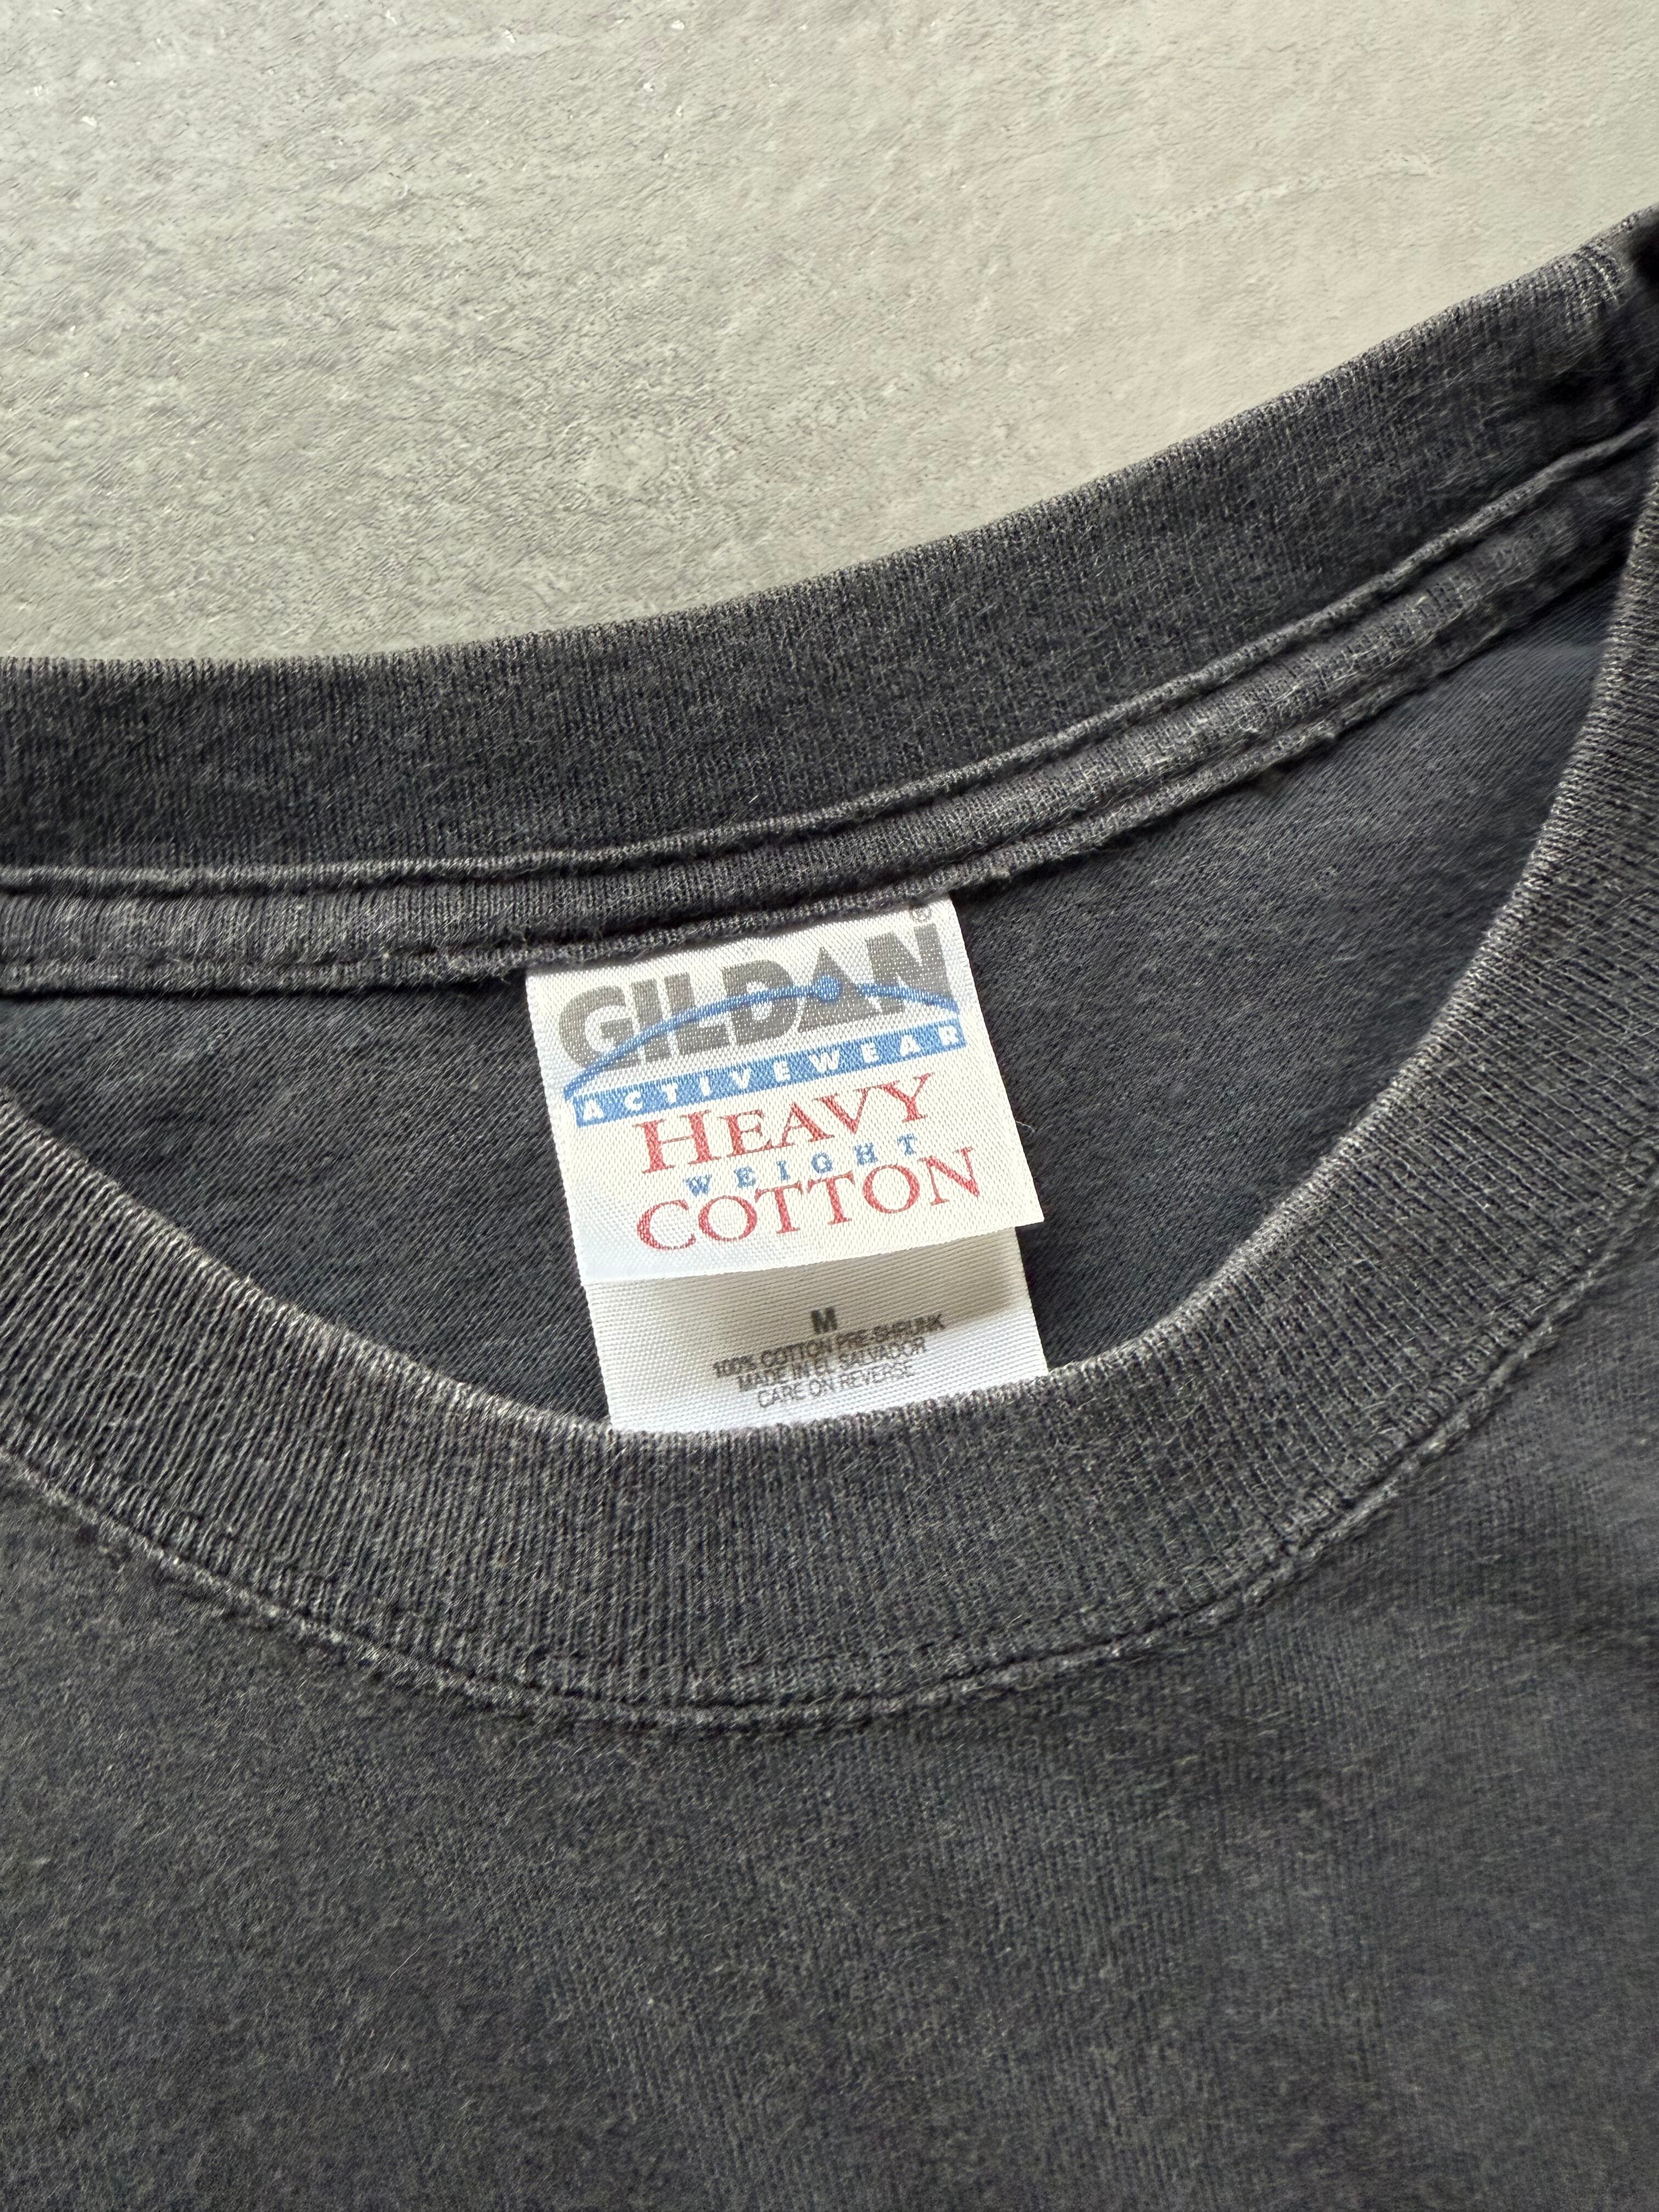 ®
GILDAN
ACTIVEWEAR
HEAVY
WEIGHT
COTTON
M
100% COTTON PRE-SHRUNK
MADE IN EL SALVADOR
CARE ON REVERSE